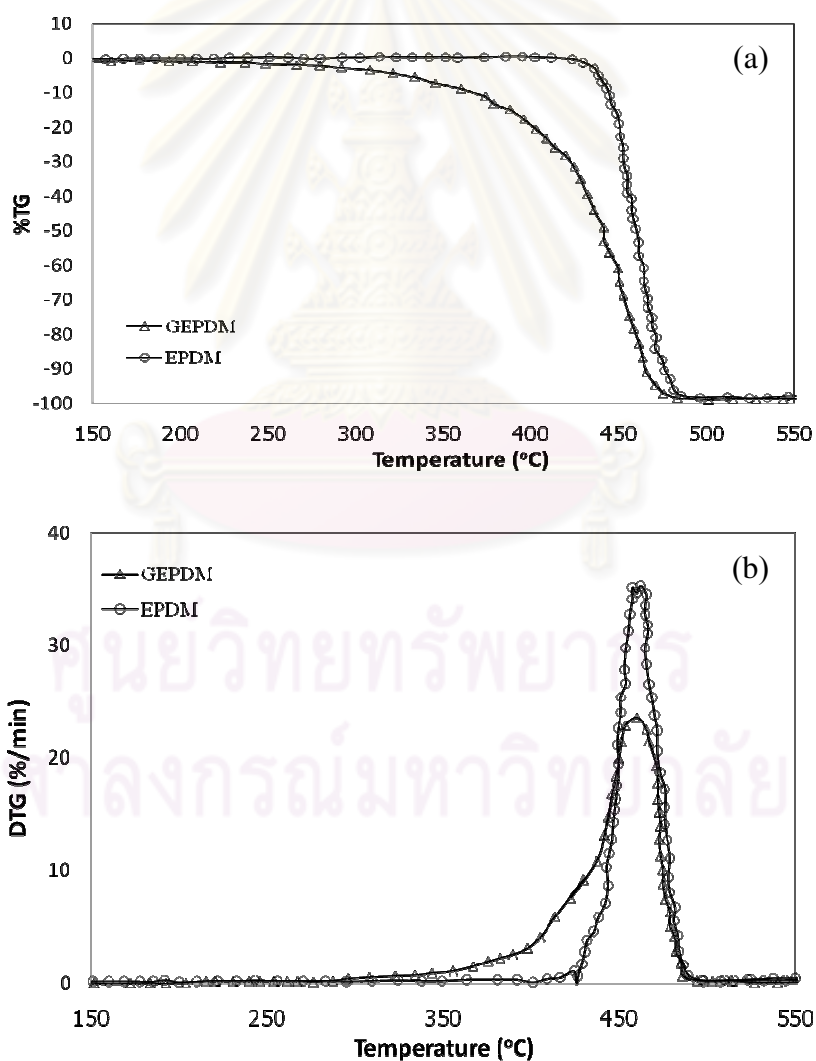 10
0
-10
-20
-30
-40
-50
-60
-70
-80
-90
-100
%TG
(a)
GEPDM
EPDM
150 200 250 300 350 400 450 500 550
Temperature (°C)
40
30
20
10
0
DTG (%/min)
(b)
GEPDM
EPDM
ศูนย์วิทยทรัพยากร
จุฬาลงกรณ์มหาวิทยาลัย
150 250 350 450 550
Temperature (°C)